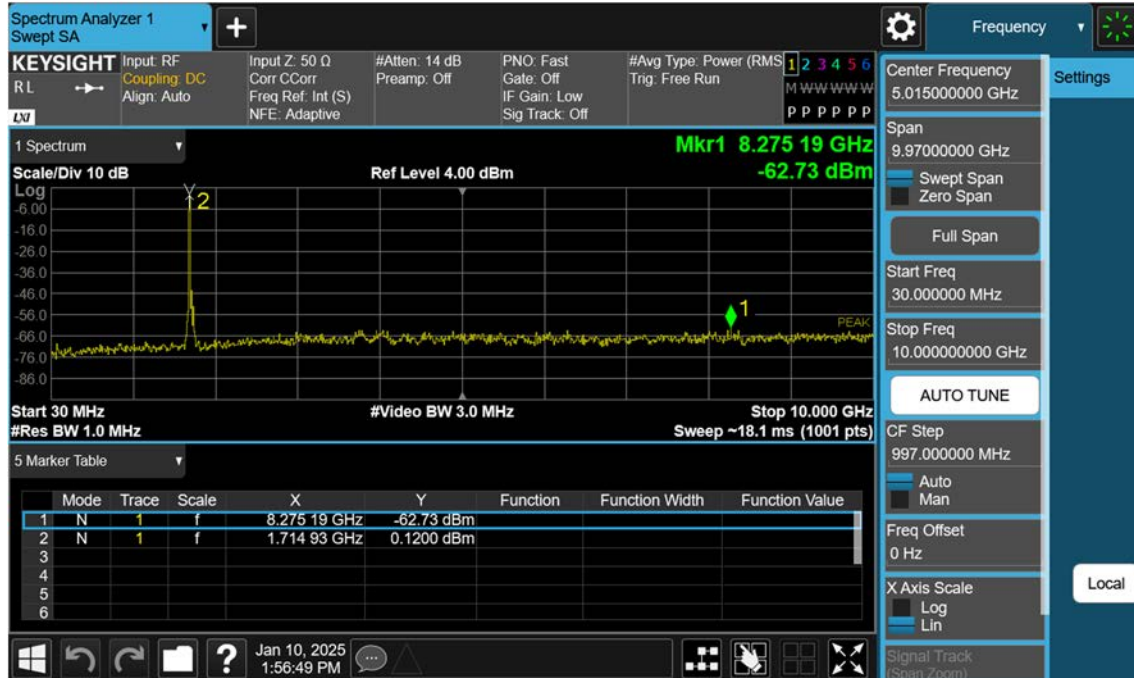 Spectrum Analyzer 1
Swept SA
+
Frequency
KEYSIGHT
RL
LXI
Input: RF
Coupling: DC
Align: Auto
Input Z: 50 Ω
Corr CCorr
Freq Ref: Int (S)
NFE: Adaptive
#Atten: 14 dB
Preamp: Off
PNO: Fast
Gate: Off
IF Gain: Low
Sig Track: Off
#Avg Type: Power (RMS
Trig: Free Run
1 2 3 4 5 6
M W W W W W
P P P P P P
1 Spectrum
Mkr1 8.275 19 GHz
Scale/Div 10 dB
Ref Level 4.00 dBm
-62.73 dBm
Log
-6.00
-16.0
-26.0
-36.0
-46.0
-56.0
-66.0
-76.0
-86.0
2
1
PEAK
Start 30 MHz
#Video BW 3.0 MHz
Stop 10.000 GHz
#Res BW 1.0 MHz
Sweep ~18.1 ms (1001 pts)
5 Marker Table
Mode Trace Scale X Y Function Function Width Function Value
1 N 1 f 8.275 19 GHz -62.73 dBm
2 N 1 f 1.714 93 GHz 0.1200 dBm
3
4
5
6
?
Jan 10, 2025
1:56:49 PM
Center Frequency
5.015000000 GHz
Span
9.97000000 GHz
Swept Span
Zero Span
Full Span
Start Freq
30.000000 MHz
Stop Freq
10.000000000 GHz
AUTO TUNE
CF Step
997.000000 MHz
Auto
Man
Freq Offset
0 Hz
X Axis Scale
Log
Lin
Signal Track
(Span Zoom)
Settings
Local